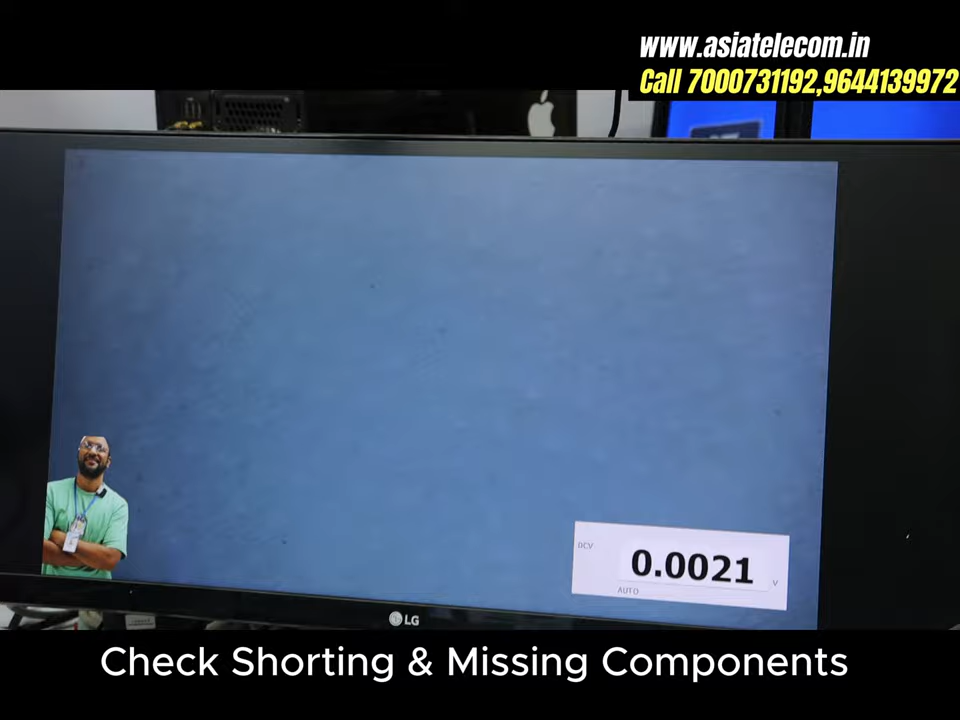 www.asiatelecom.in
Call 7000731192,9644139972
DCV
0.0021
V
AUTO
LG
Check Shorting & Missing Components